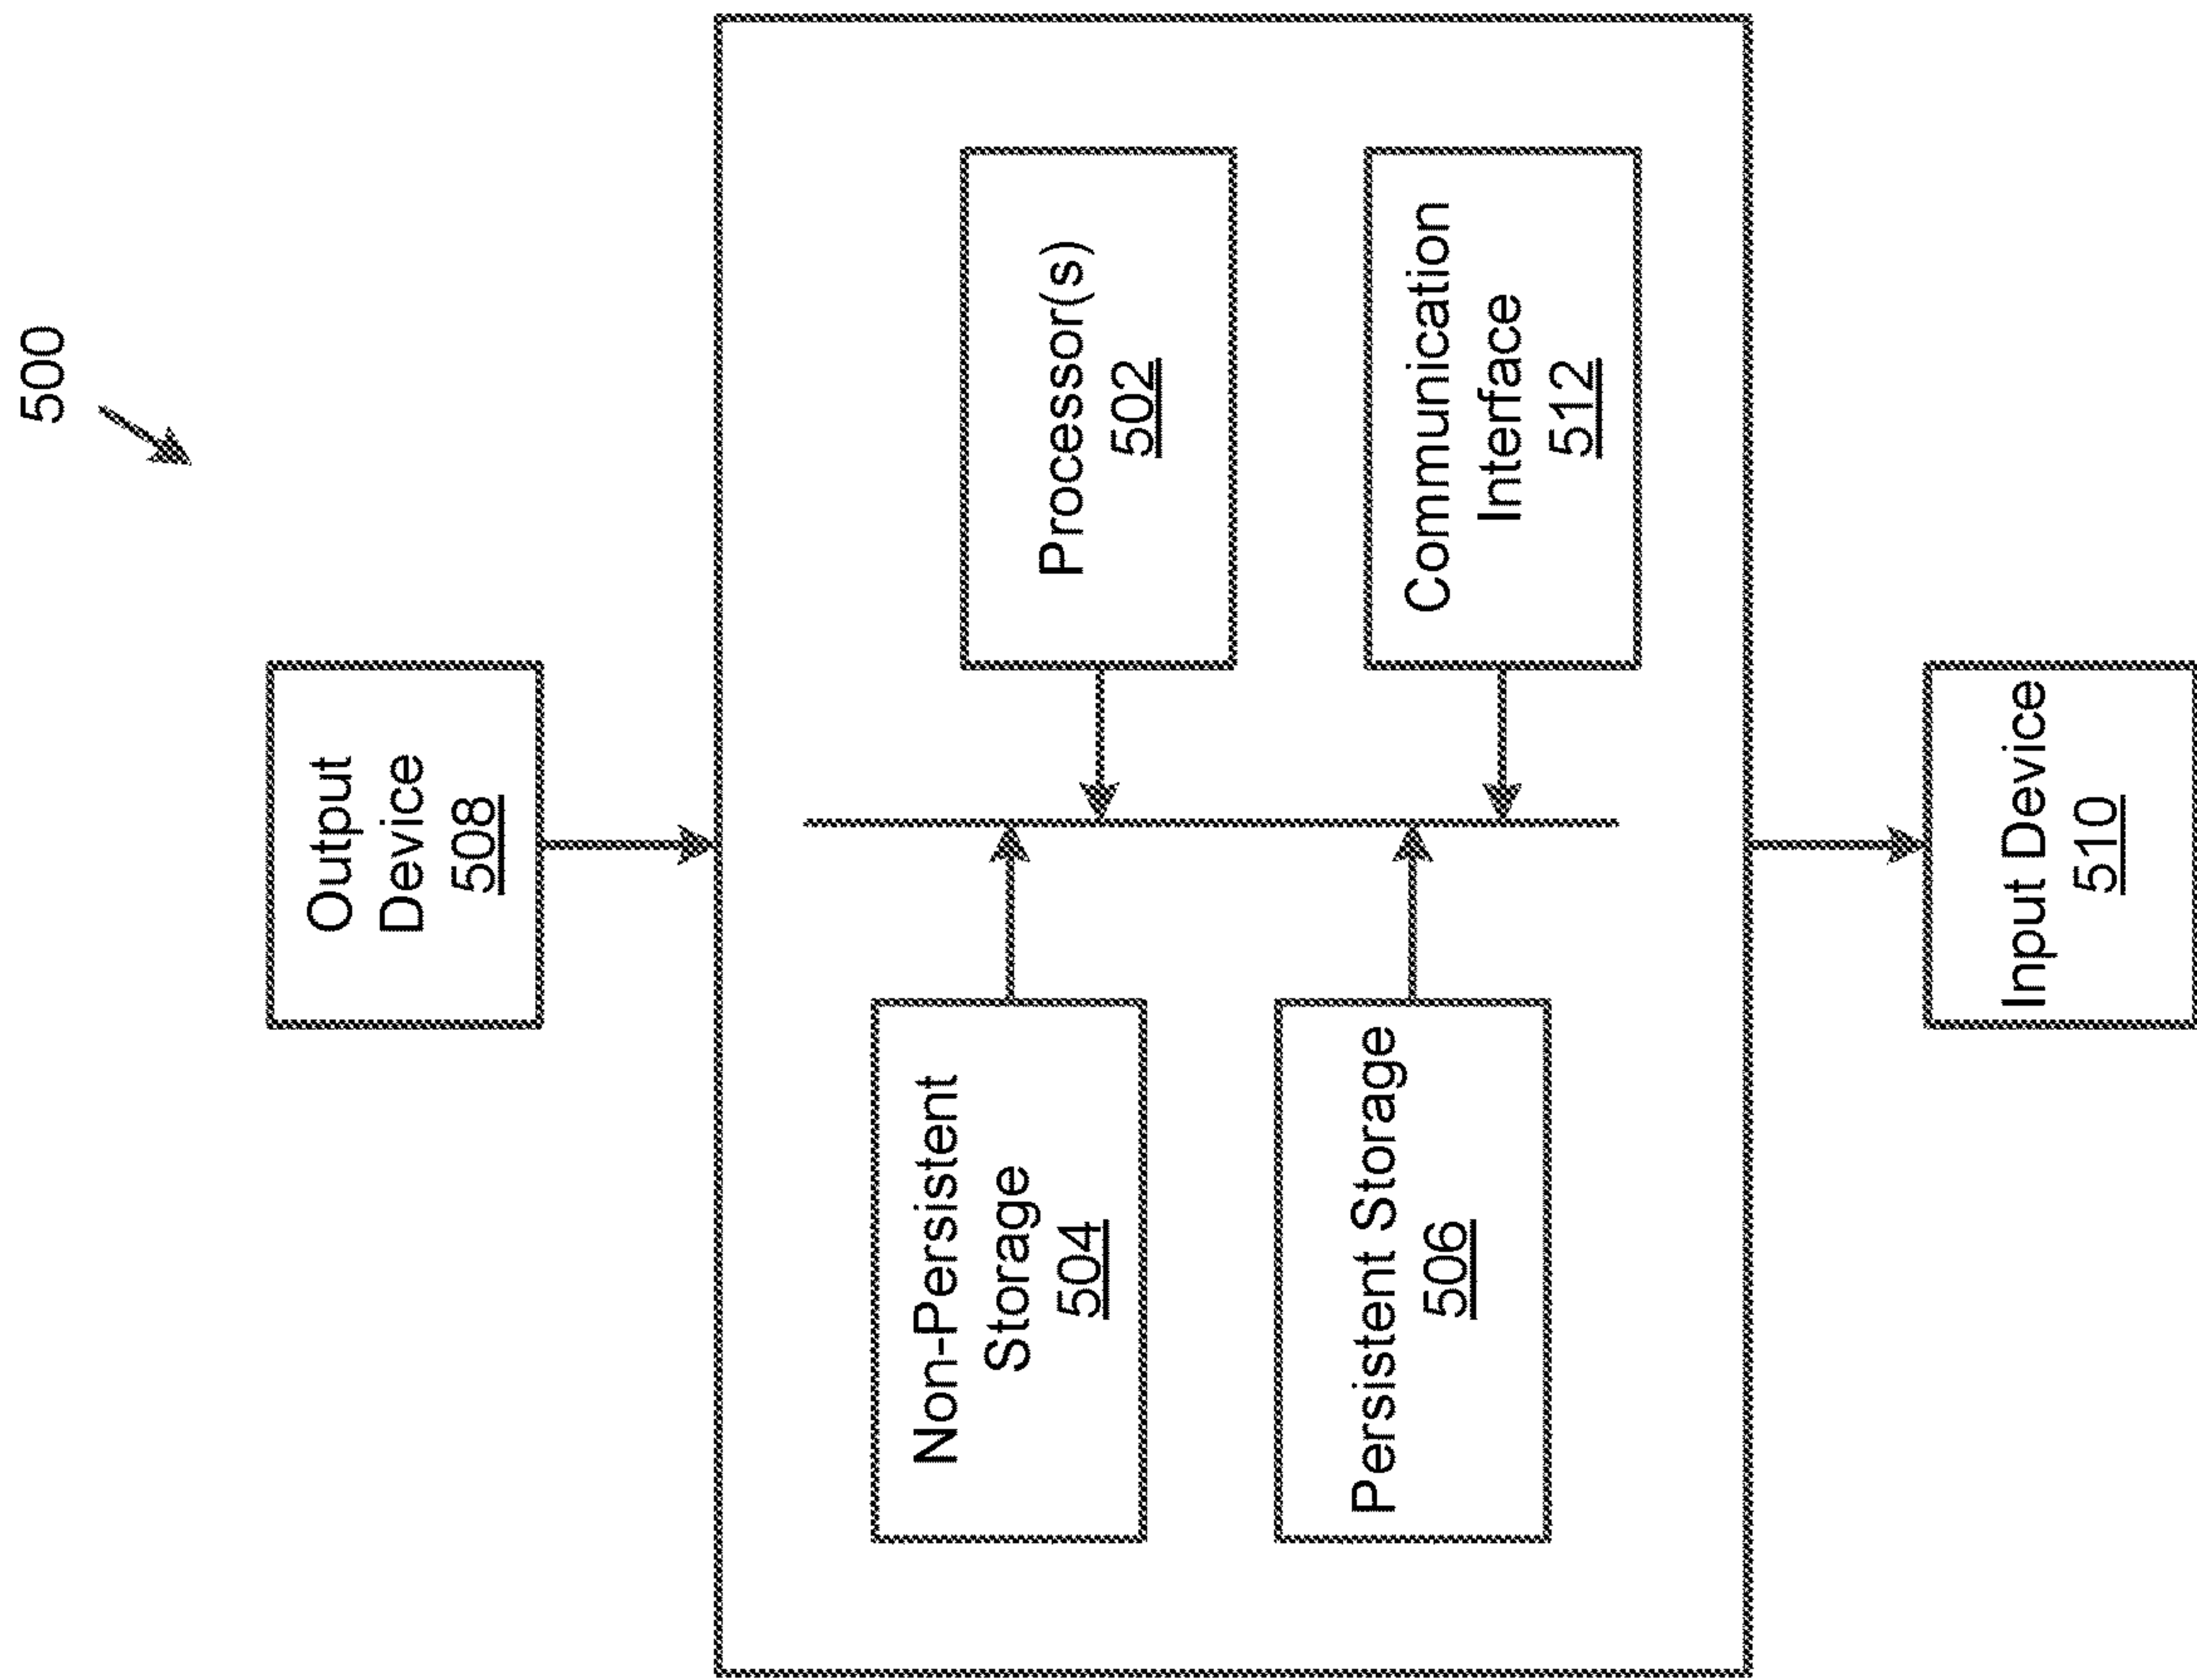 500
Output
Device
508
Non-Persistent
Storage
504
Processor(s)
502
Persistent Storage
506
Communication
Interface
512
Input Device
510